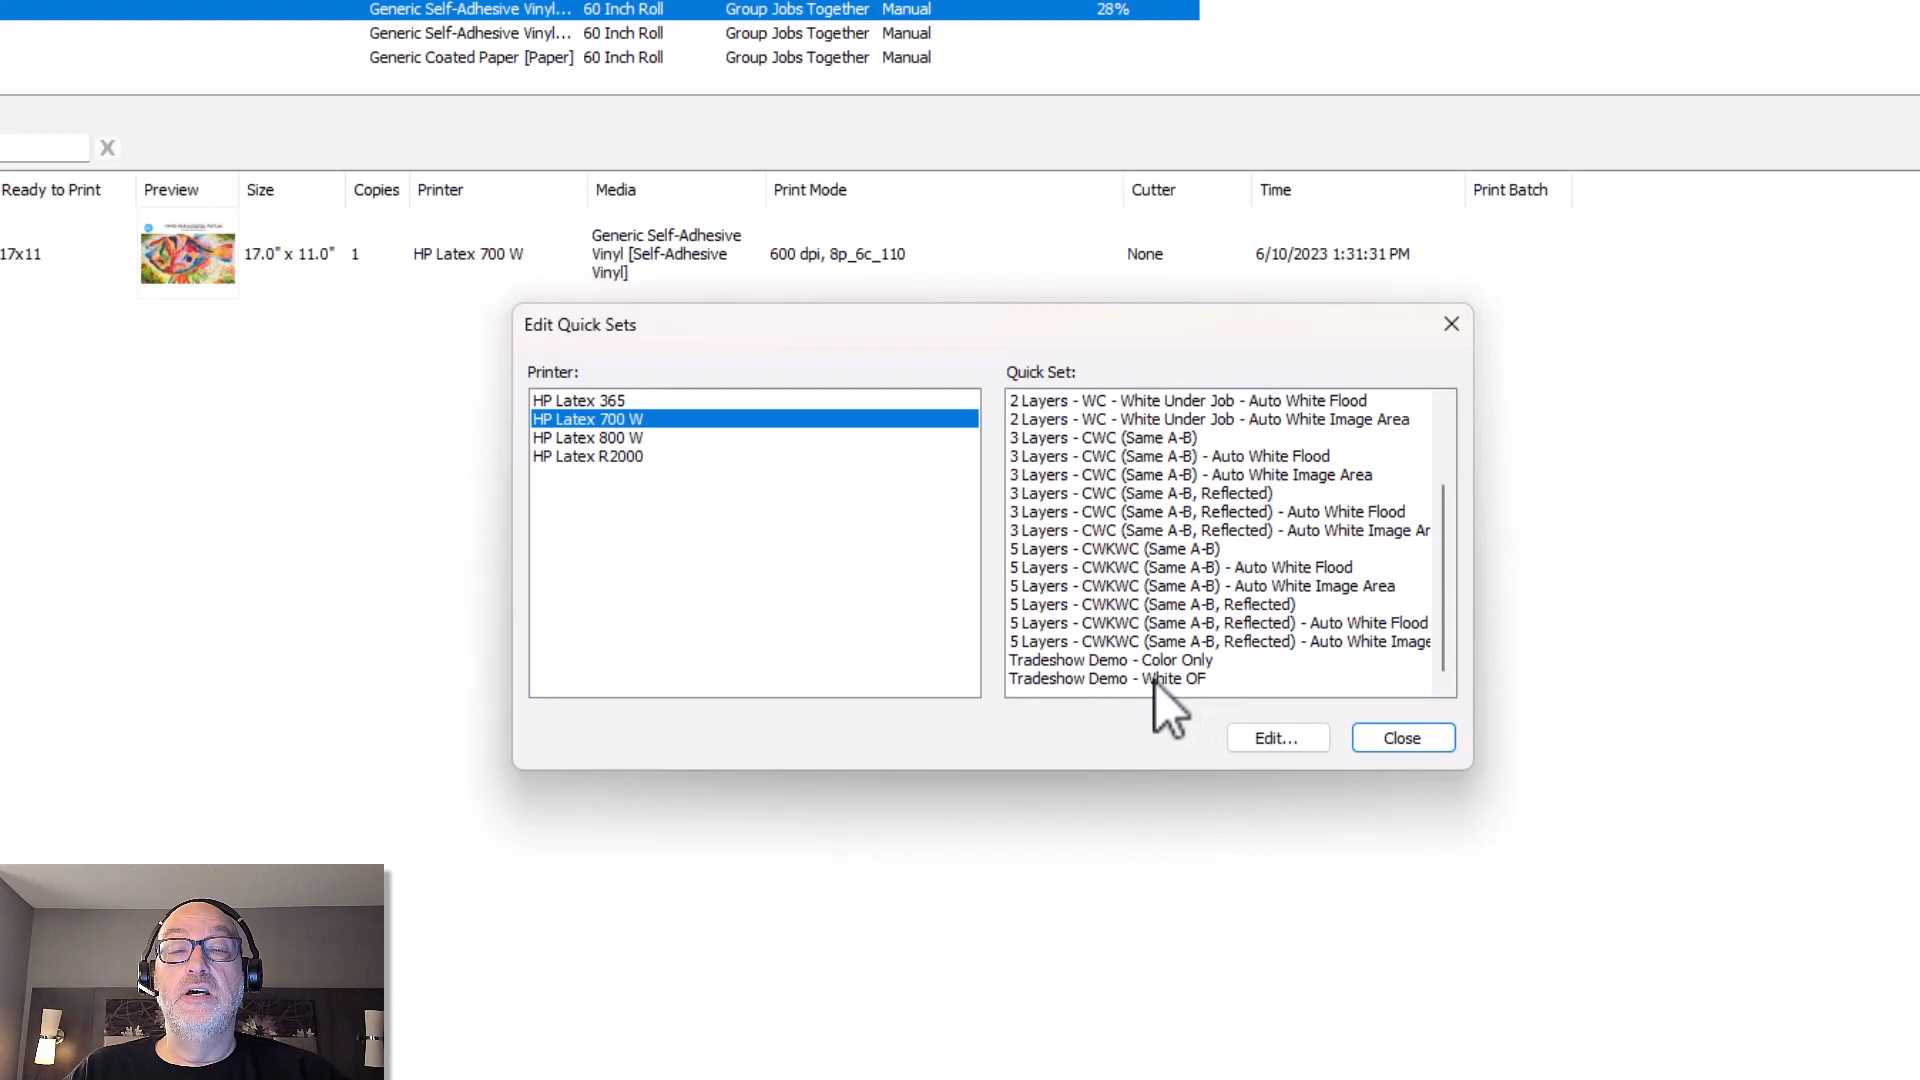 Generic Self-Adhesive Vinyl... 60 Inch Roll Group Jobs Together Manual 28%
Generic Self-Adhesive Vinyl... 60 Inch Roll Group Jobs Together Manual
Generic Coated Paper [Paper] 60 Inch Roll Group Jobs Together Manual
X
Ready to Print Preview Size Copies Printer Media Print Mode Cutter Time Print Batch
17x11 17.0" x 11.0" 1 HP Latex 700 W Generic Self-Adhesive Vinyl [Self-Adhesive Vinyl] 600 dpi, 8p_6c_110 None 6/10/2023 1:31:31 PM
Edit Quick Sets
Printer:
HP Latex 365
HP Latex 700 W
HP Latex 800 W
HP Latex R2000
Quick Set:
2 Layers - WC - White Under Job - Auto White Flood
2 Layers - WC - White Under Job - Auto White Image Area
3 Layers - CWC (Same A-B)
3 Layers - CWC (Same A-B) - Auto White Flood
3 Layers - CWC (Same A-B) - Auto White Image Area
3 Layers - CWC (Same A-B, Reflected)
3 Layers - CWC (Same A-B, Reflected) - Auto White Flood
3 Layers - CWC (Same A-B, Reflected) - Auto White Image Ar
5 Layers - CWKWC (Same A-B)
5 Layers - CWKWC (Same A-B) - Auto White Flood
5 Layers - CWKWC (Same A-B) - Auto White Image Area
5 Layers - CWKWC (Same A-B, Reflected)
5 Layers - CWKWC (Same A-B, Reflected) - Auto White Flood
5 Layers - CWKWC (Same A-B, Reflected) - Auto White Image
Tradeshow Demo - Color Only
Tradeshow Demo - White OF
Edit... Close